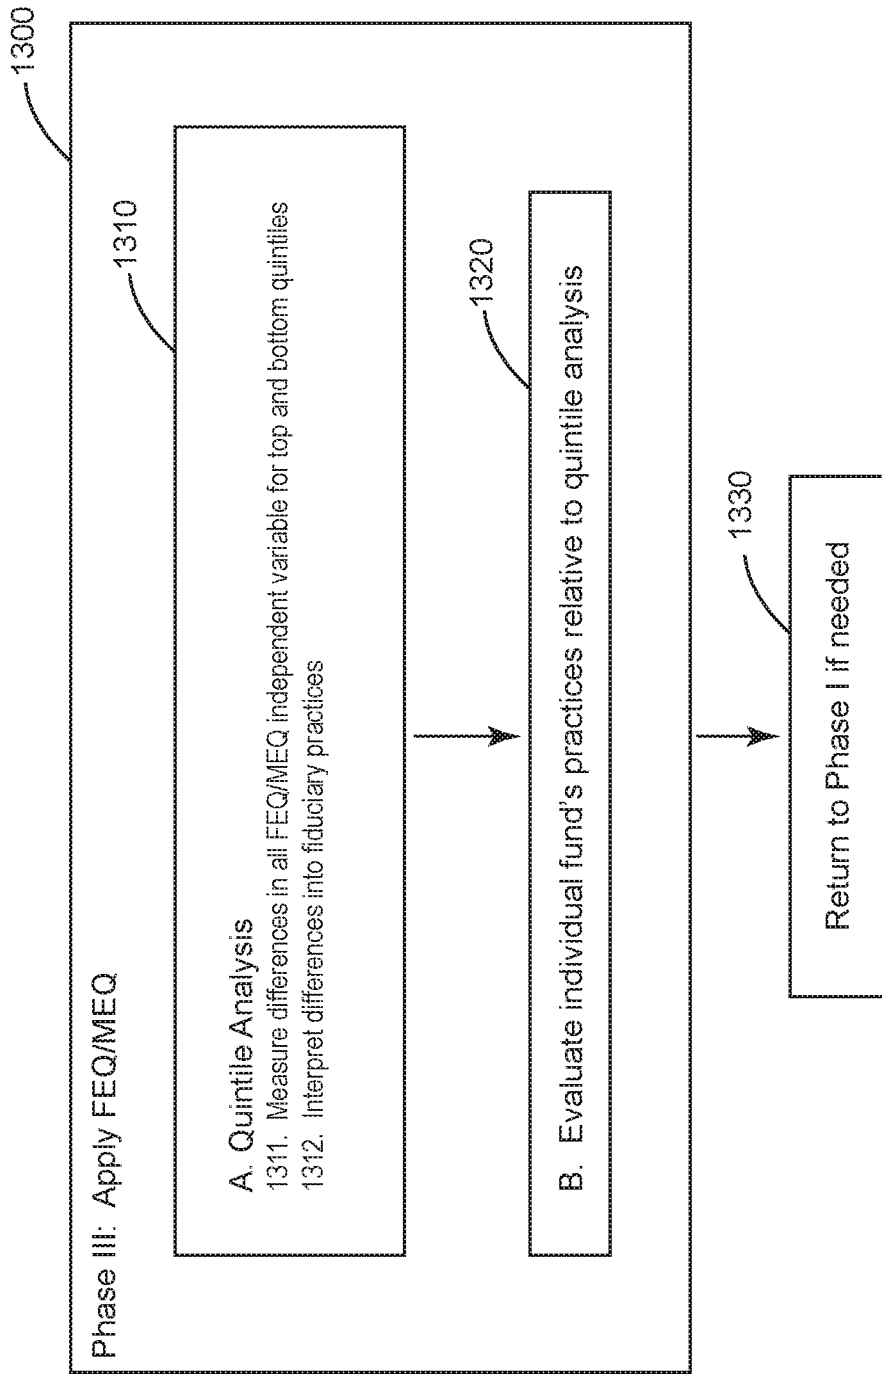 1300
Phase III: Apply FEQ/MEQ
1310
A. Quintile Analysis
1311. Measure differences in all FEQ/MEQ independent variable for top and bottom quintiles
1312. Interpret differences into fiduciary practices
1320
B. Evaluate individual fund's practices relative to quintile analysis
1330
Return to Phase I if needed